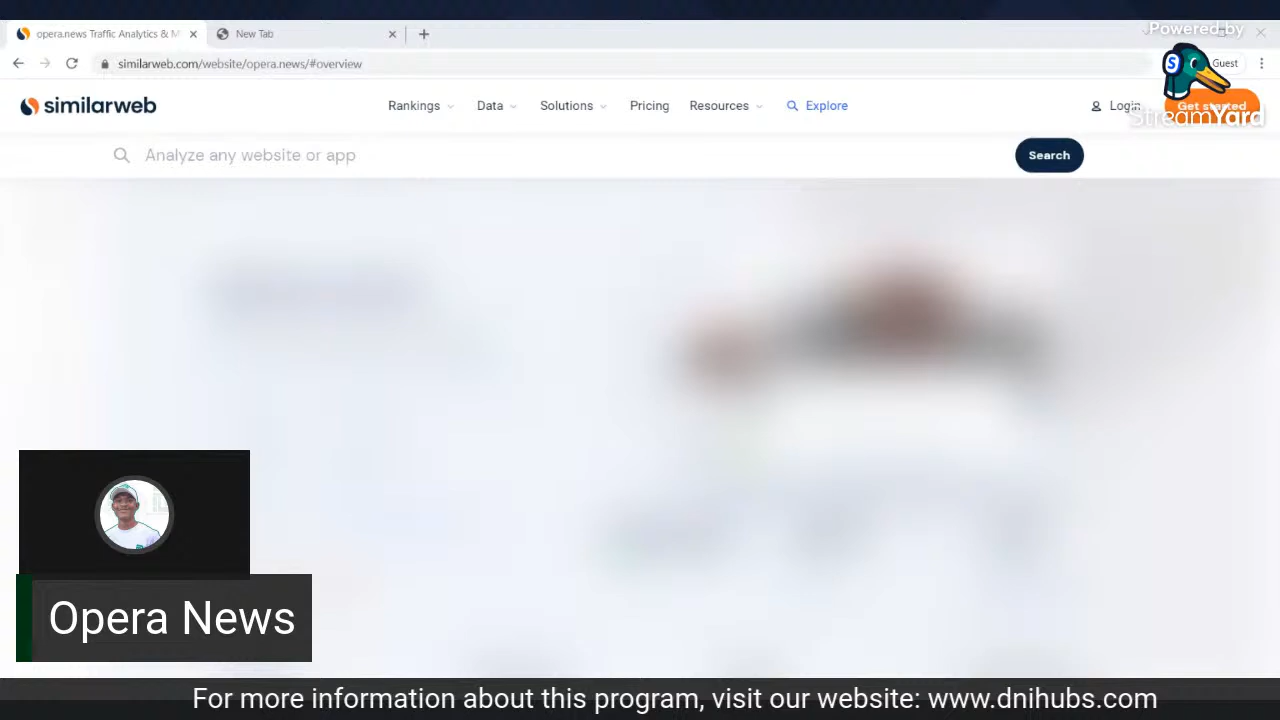 opera.news Traffic Analytics & M
New Tab
Powered by
similarweb.com/website/opera.news/#overview
Guest
S
similarweb
Rankings
Data
Solutions
Pricing
Resources
Explore
Login
Get started
StreamYard
Analyze any website or app
Search
Opera News
For more information about this program, visit our website: www.dnihubs.com